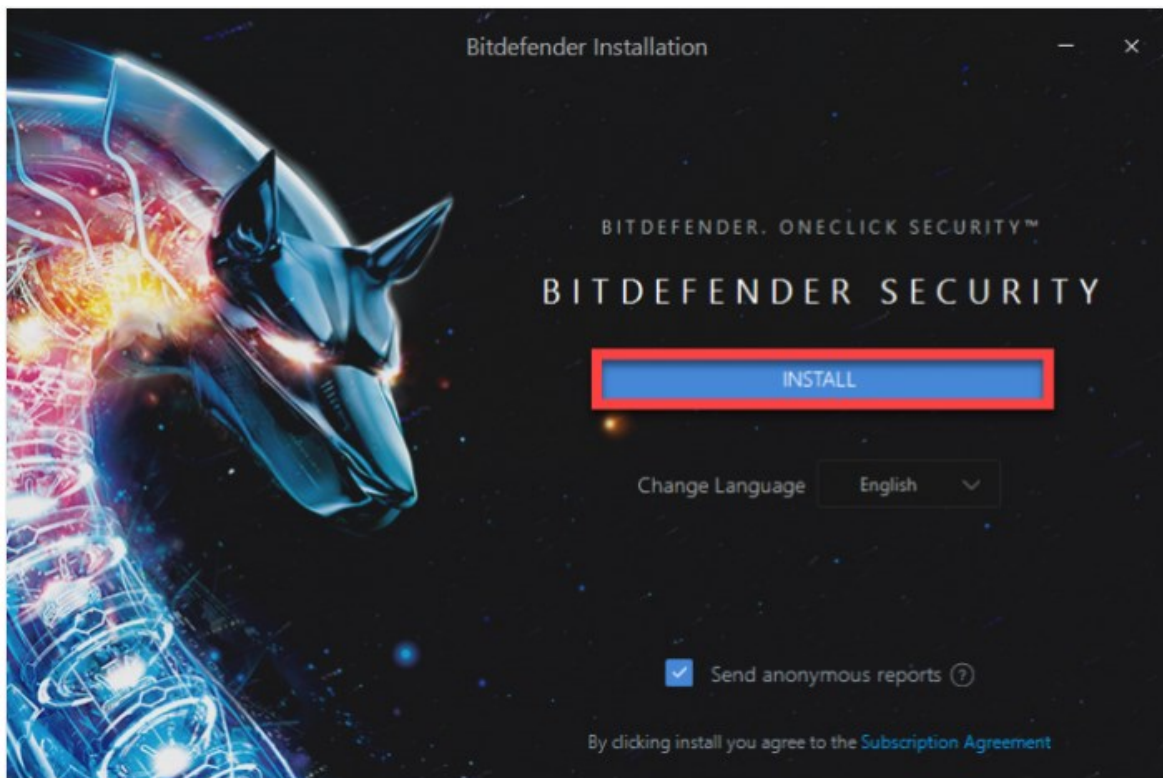 Bitdefender Installation
BITDEFENDER. ONECLICK SECURITY™
BITDEFENDER SECURITY
INSTALL
Change Language English
Send anonymous reports ?
By clicking install you agree to the Subscription Agreement